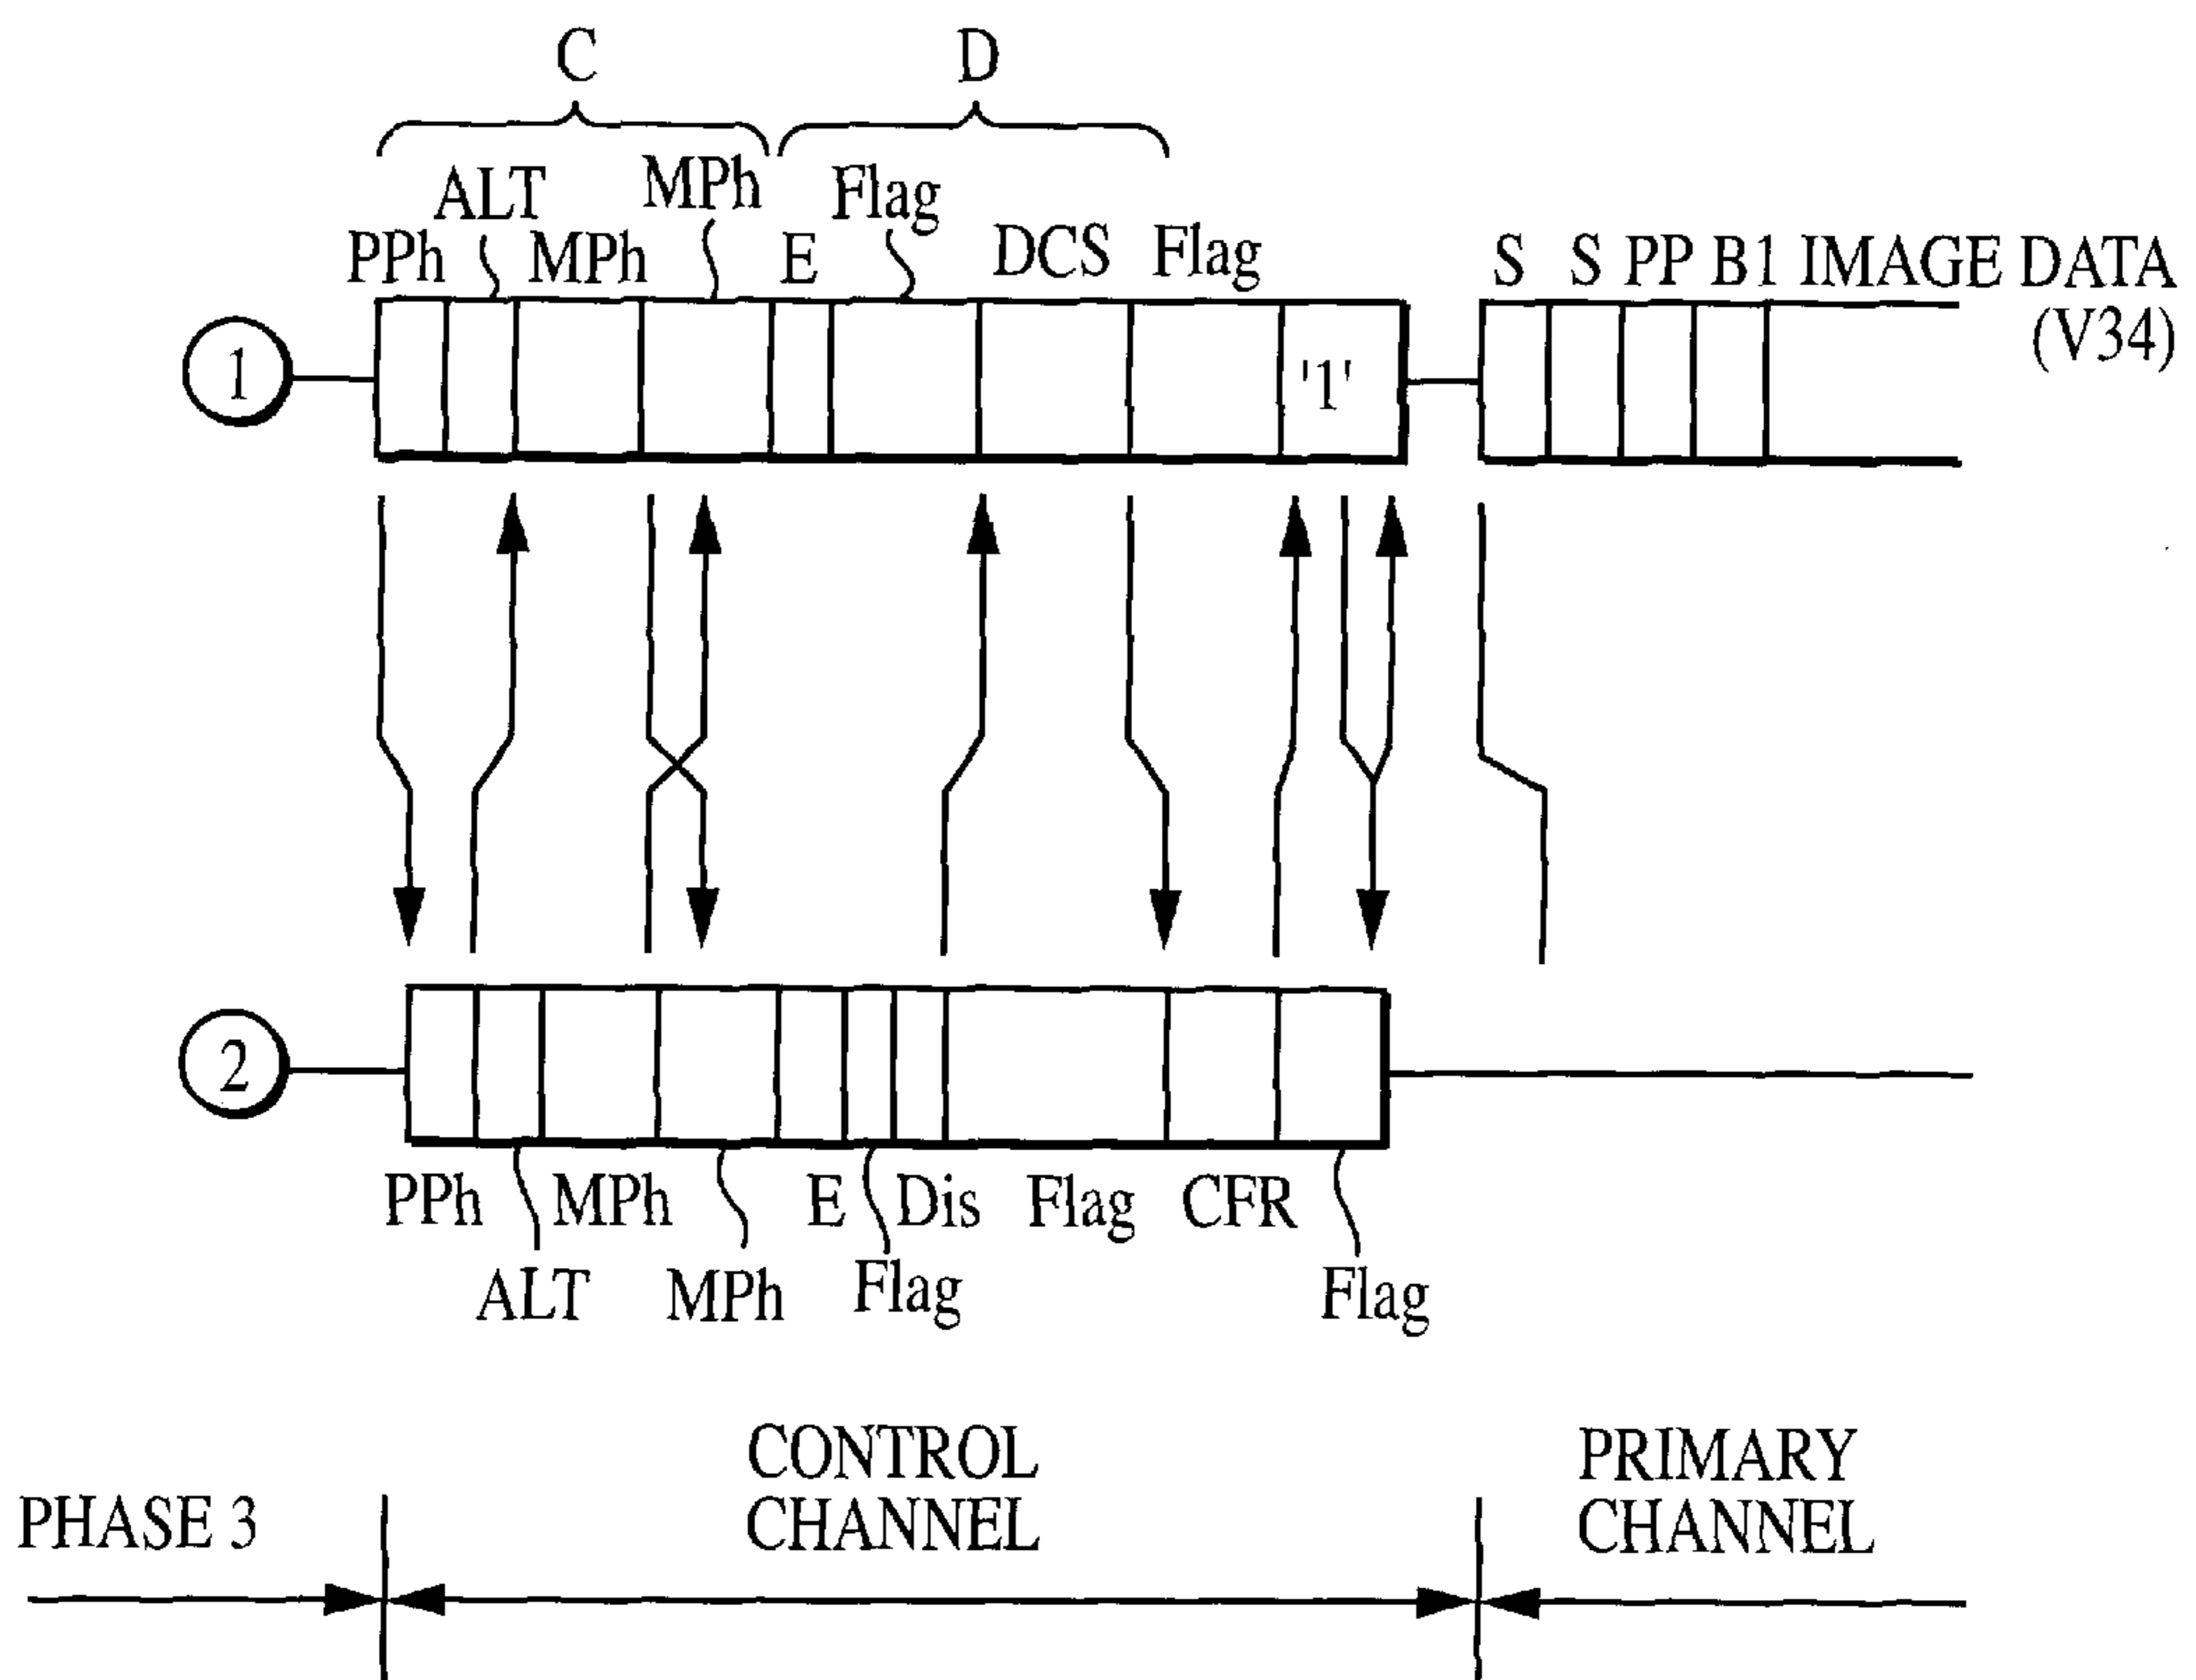 C D
ALT MPh Flag
PPh MPh E DCS Flag S S PP B1 IMAGE DATA
(V34)
1 '1'
2
PPh MPh E Dis Flag CFR
ALT MPh Flag Flag
CONTROL
CHANNEL
PRIMARY
CHANNEL
PHASE 3